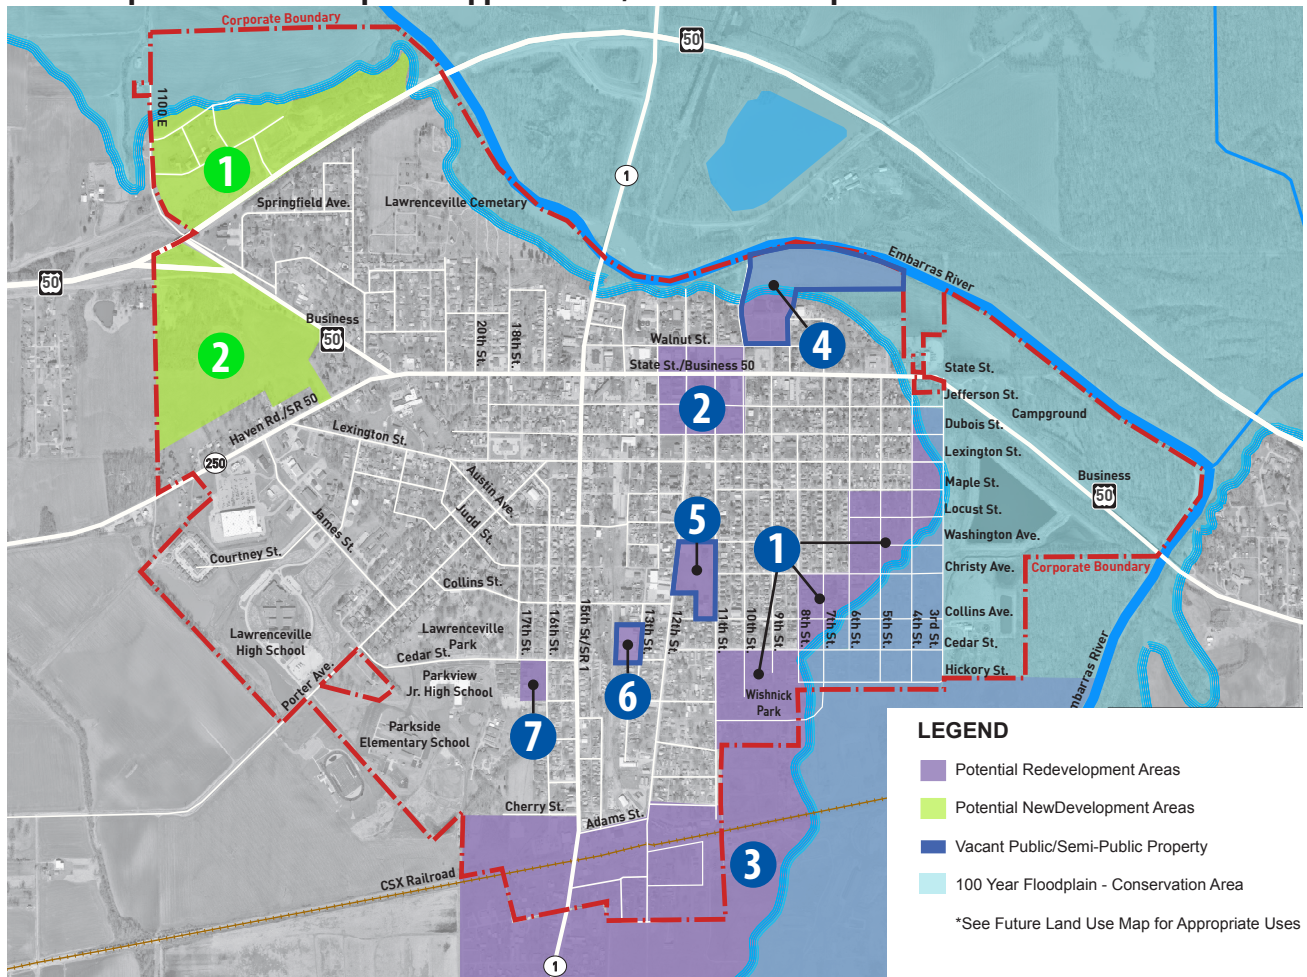 Corporate Boundary
50
1100 E
1
1
Springfield Ave.
Lawrenceville Cemetery
Embarras River
50
Business
50
2
20th St.
18th St.
Walnut St.
State St./Business 50
4
2
State St.
Jefferson St.
Campground
Dubois St.
Haven Rd./SR 50
Lexington St.
250
Lexington St.
Austin Ave.
Judd St.
James St.
Maple St.
Business
50
Locust St.
5
1
Washington Ave.
Courtney St.
Christy Ave.
Corporate Boundary
Collins St.
Collins Ave.
17th St.
16th St.
15th St/SR 1
13th St.
12th St.
11th St.
10th St.
9th St.
8th St.
7th St.
6th St.
5th St.
4th St.
3rd St.
Lawrenceville
High School
Lawrenceville
Park
Cedar St.
Cedar St.
Hickory St.
Porter Ave.
Parkview
Jr. High School
6
Wishnick
Park
7
Parkside
Elementary School
mbarras River
Cherry St.
Adams St.
3
CSX Railroad
1
LEGEND
Potential Redevelopment Areas
Potential NewDevelopment Areas
Vacant Public/Semi-Public Property
100 Year Floodplain - Conservation Area
*See Future Land Use Map for Appropriate Uses